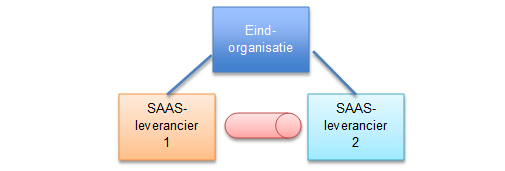 Eind-
organisatie
SAAS-
leverancier
1
SAAS-
leverancier
2